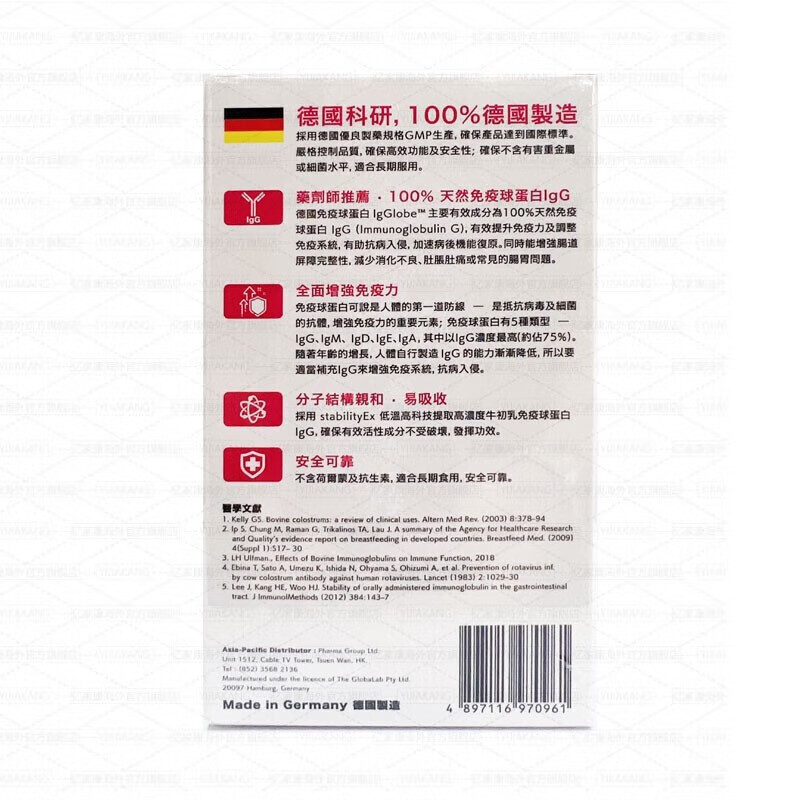 德國科研, 100%德國製造
採用德國優良製藥規格GMP生產, 確保產品達到國際標準。
嚴格控制品質, 確保高效功能及安全性; 確保不含有害重金屬
或細菌水平, 適合長期服用。
IgG
藥劑師推薦 · 100% 天然免疫球蛋白IgG
德國免疫球蛋白 IgGlobe™ 主要有效成分為100%天然免疫
球蛋白 IgG (Immunoglobulin G), 有效提升免疫力及調整
免疫系統, 有助抗病入侵, 加速病後機能復原。同時能增強腸道
屏障完整性, 減少消化不良、肚脹肚痛或常見的腸胃問題。
全面增強免疫力
免疫球蛋白可說是人體的第一道防線 — 是抵抗病毒及細菌
的抗體, 增強免疫力的重要元素; 免疫球蛋白有5種類型 —
IgG、IgM、IgD、IgE、IgA, 其中以IgG濃度最高(約佔75%)。
隨著年齡的增長, 人體自行製造 IgG 的能力漸漸降低, 所以要
適當補充IgG來增強免疫系統, 抗病入侵。
分子結構親和 · 易吸收
採用 stabilityEx 低溫高科技提取高濃度牛初乳免疫球蛋白
IgG, 確保有效活性成分不受破壞, 發揮功效。
安全可靠
不含荷爾蒙及抗生素, 適合長期食用, 安全可靠。
醫學文獻
1. Kelly GS. Bovine colostrums: a review of clinical uses. Altern Med Rev. (2003) 8:378-94
2. Ip S, Chung M, Raman G, Trikalinos TA, Lau J. A summary of the Agency for Healthcare Research
and Quality's evidence report on breastfeeding in developed countries. Breastfeed Med. (2009)
4(Suppl 1):517- 30
3. LH Ulfman., Effects of Bovine Immunoglobulins on Immune Function, 2018
4. Ebina T, Sato A, Umezu K, Ishida N, Ohyama S, Ohizumi A, et al. Prevention of rotavirus inf.
by cow colostrum antibody against human rotaviruses. Lancet (1983) 2:1029-30
5. Lee J, Kang HE, Woo HJ. Stability of orally administered immunoglobulin in the gastrointestinal
tract. J ImmunolMethods (2012) 384:143-7
Asia-Pacific Distributor : Pharma Group Ltd.
Unit 1512, Cable TV Tower, Tsuen Wan, HK.
Tel : (852) 3568 2136
Manufactured under the licence of The GlobaLab Pty Ltd.
20097 Hamburg, Germany
Made in Germany 德國製造
4 897116 970961